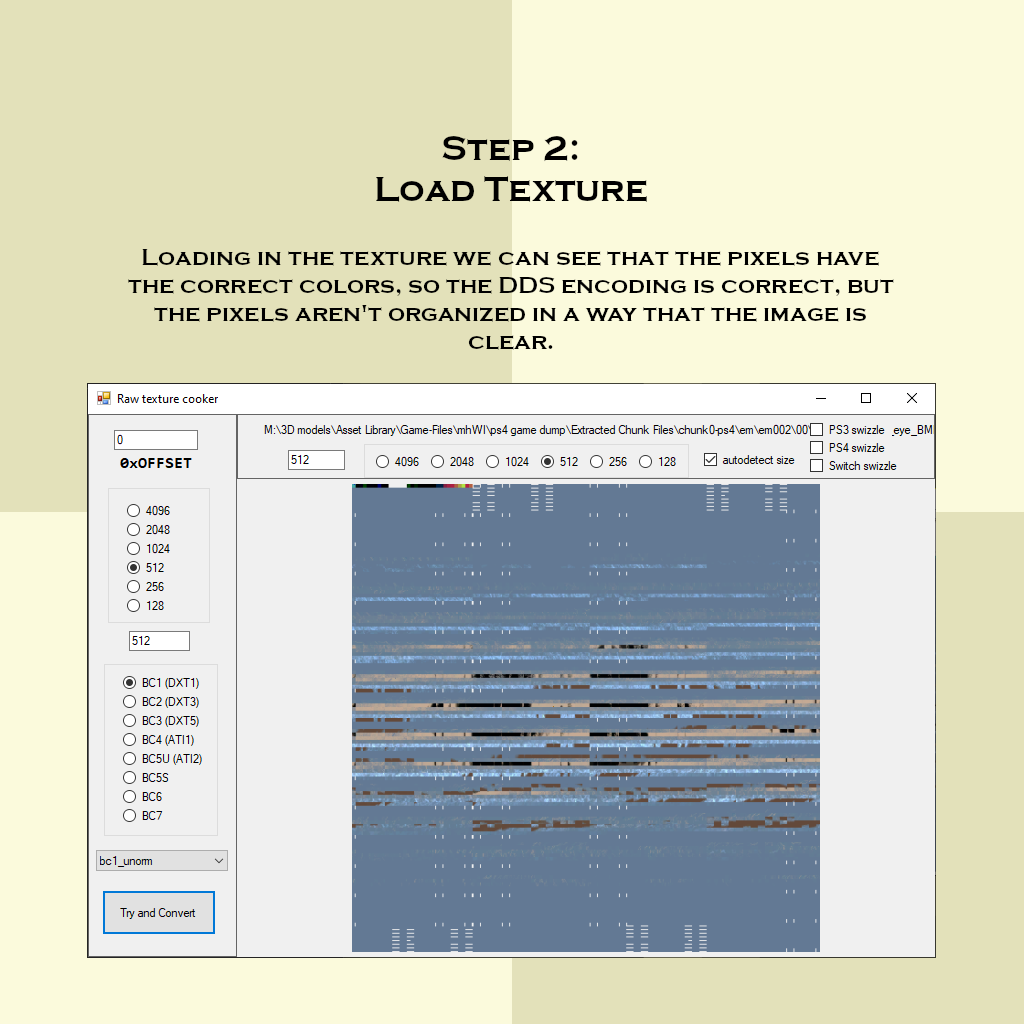 Step 2:
Load Texture
Loading in the texture we can see that the pixels have
the correct colors, so the DDS encoding is correct, but
the pixels aren't organized in a way that the image is
clear.
Raw texture cooker
0
0xOFFSET
4096
2048
1024
512
256
128
512
BC1 (DXT1)
BC2 (DXT3)
BC3 (DXT5)
BC4 (ATI1)
BC5U (ATI2)
BC5S
BC6
BC7
bc1_unorm
Try and Convert
M:\3D models\Asset Library\Game-Files\mhWI\ps4 game dump\Extracted Chunk Files\chunk0-ps4\em\em002\00\
_eye_BM
512
4096 2048 1024 512 256 128
autodetect size
PS3 swizzle
PS4 swizzle
Switch swizzle